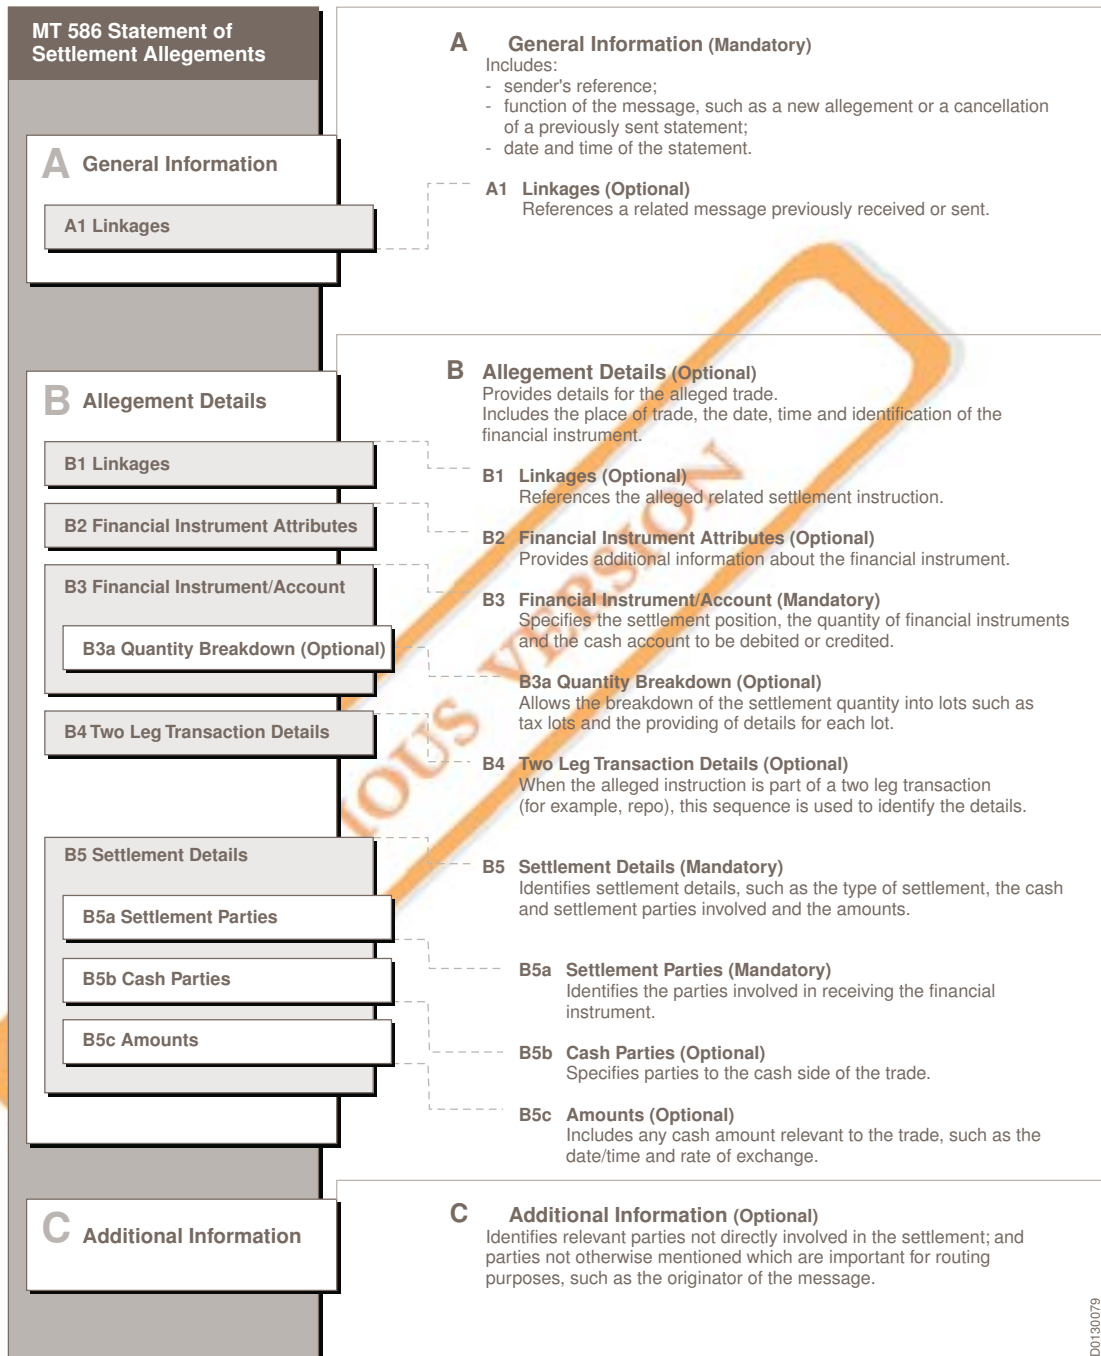 MT 586 Statement of
Settlement Allegements
A General Information
A1 Linkages
B Allegement Details
B1 Linkages
B2 Financial Instrument Attributes
B3 Financial Instrument/Account
B3a Quantity Breakdown (Optional)
B4 Two Leg Transaction Details
B5 Settlement Details
B5a Settlement Parties
B5b Cash Parties
B5c Amounts
C Additional Information
A General Information (Mandatory)
Includes:
- sender's reference;
- function of the message, such as a new allegement or a cancellation
of a previously sent statement;
- date and time of the statement.
A1 Linkages (Optional)
References a related message previously received or sent.
B Allegement Details (Optional)
Provides details for the alleged trade.
Includes the place of trade, the date, time and identification of the
financial instrument.
B1 Linkages (Optional)
References the alleged related settlement instruction.
B2 Financial Instrument Attributes (Optional)
Provides additional information about the financial instrument.
B3 Financial Instrument/Account (Mandatory)
Specifies the settlement position, the quantity of financial instruments
and the cash account to be debited or credited.
B3a Quantity Breakdown (Optional)
Allows the breakdown of the settlement quantity into lots such as
tax lots and the providing of details for each lot.
B4 Two Leg Transaction Details (Optional)
When the alleged instruction is part of a two leg transaction
(for example, repo), this sequence is used to identify the details.
B5 Settlement Details (Mandatory)
Identifies settlement details, such as the type of settlement, the cash
and settlement parties involved and the amounts.
B5a Settlement Parties (Mandatory)
Identifies the parties involved in receiving the financial
instrument.
B5b Cash Parties (Optional)
Specifies parties to the cash side of the trade.
B5c Amounts (Optional)
Includes any cash amount relevant to the trade, such as the
date/time and rate of exchange.
C Additional Information (Optional)
Identifies relevant parties not directly involved in the settlement; and
parties not otherwise mentioned which are important for routing
purposes, such as the originator of the message.
D0130079
IOUS VERSION